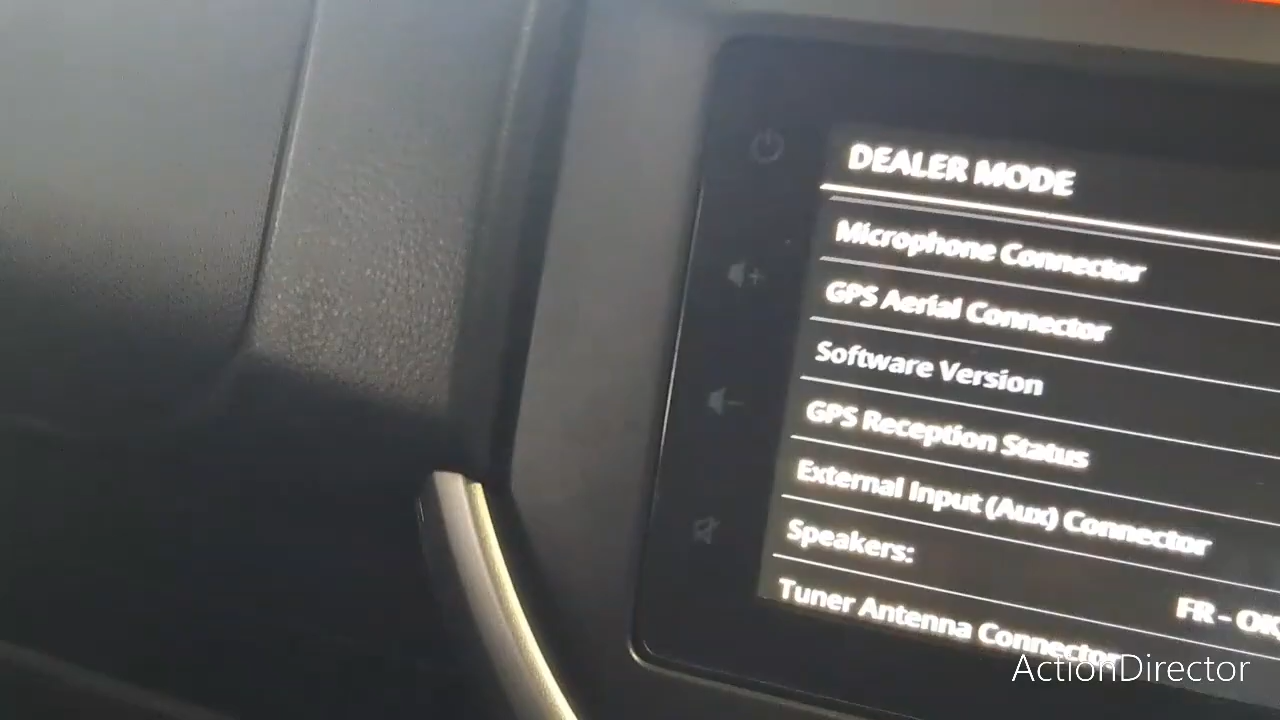 DEALER MODE
Microphone Connector
GPS Aerial Connector
Software Version
GPS Reception Status
External Input (Aux) Connector
Speakers:
FR - OK
Tuner Antenna Connector
ActionDirector